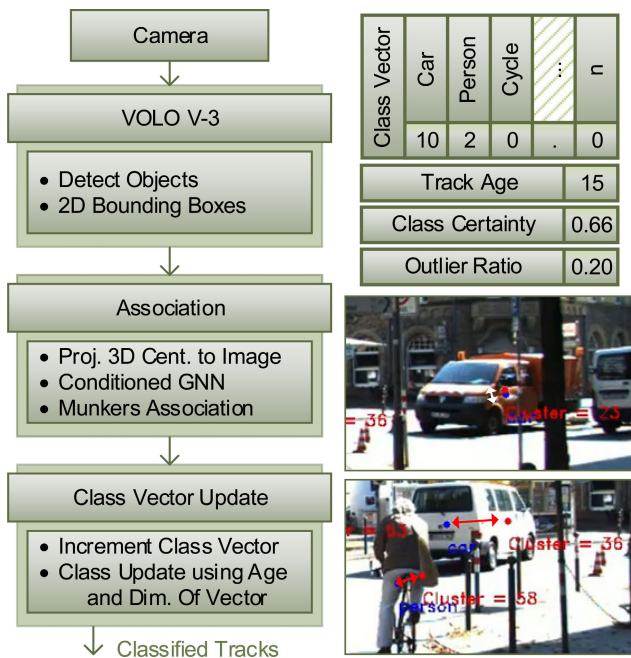 Camera
VOLO V-3
• Detect Objects
• 2D Bounding Boxes
Association
• Proj. 3D Cent. to Image
• Conditioned GNN
• Munkers Association
Class Vector Update
• Increment Class Vector
• Class Update using Age
and Dim. Of Vector
Classified Tracks
Class Vector
Car
Person
Cycle
...
n
10 2 0 . 0
Track Age 15
Class Certainty 0.66
Outlier Ratio 0.20
Cluster = 23
= 36
car
Cluster = 36
person
Cluster = 58